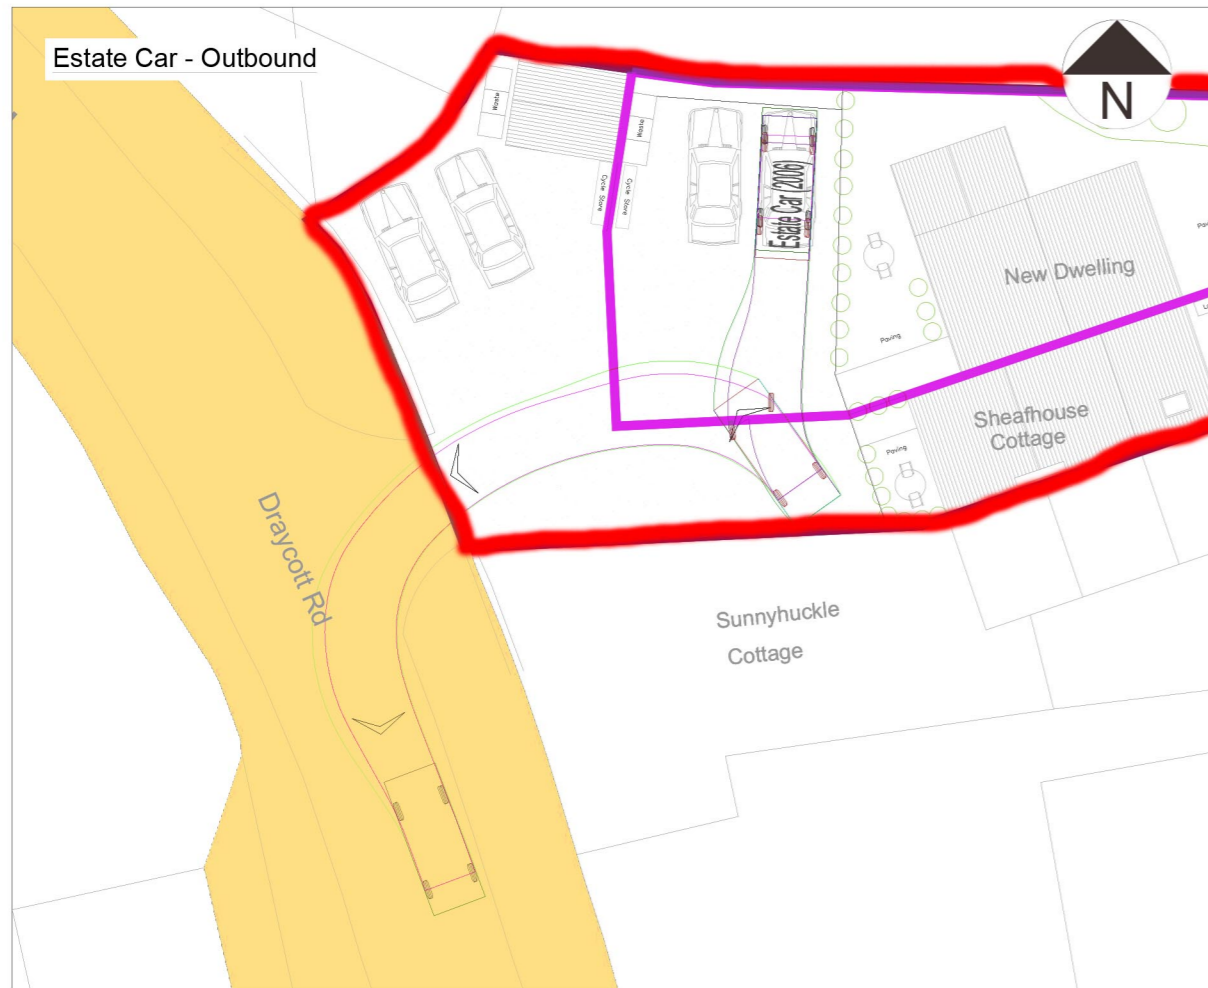 Estate Car - Outbound
N
Waste
Waste
Cycle Store
Cycle Store
Estate Car (2006)
New Dwelling
Paving
Sheafhouse
Cottage
Paving
Draycott Rd
Sunnyhuckle
Cottage